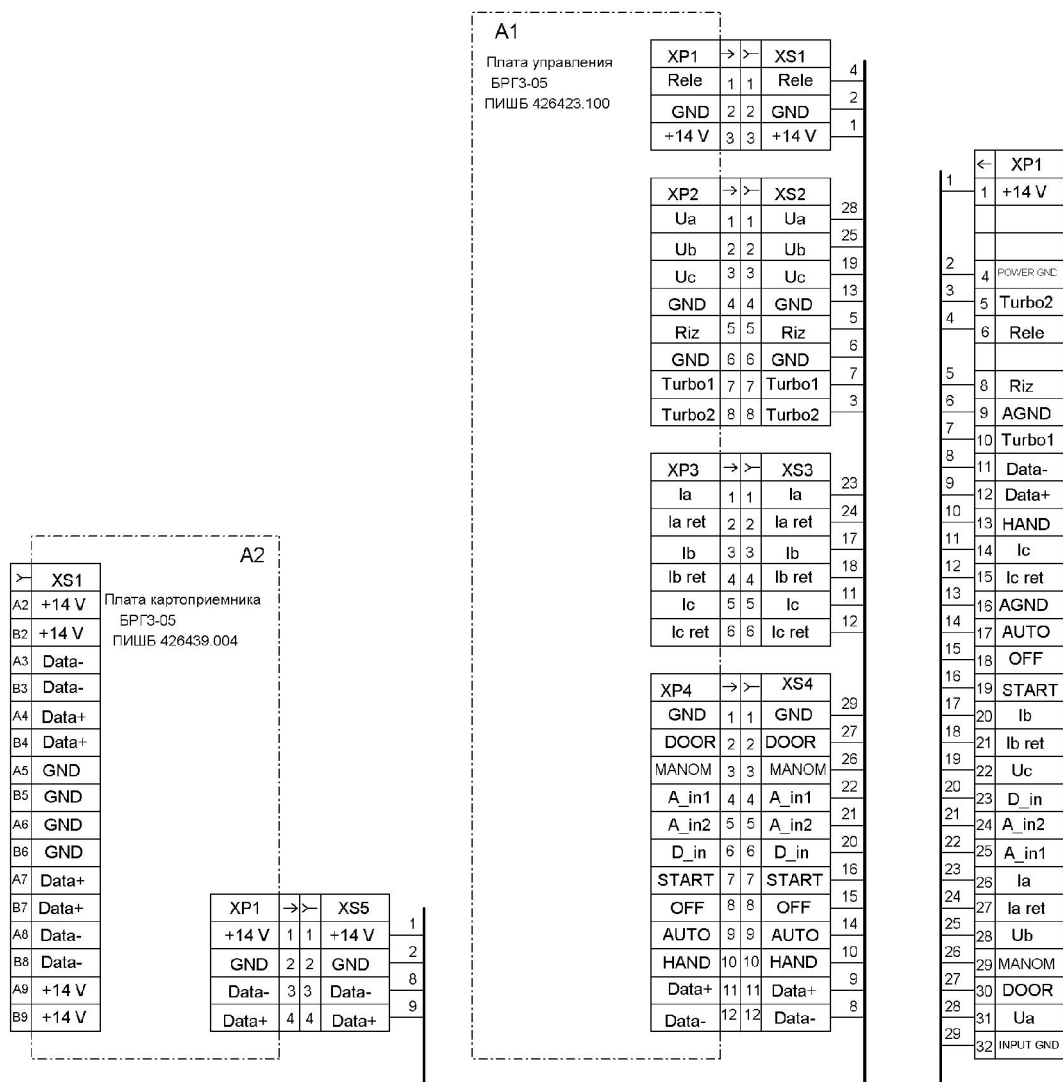 A1
Плата управления
БРГЗ-05
ПИШБ 426423.100
XP1 XS1
Rele 1 1 Rele 4
GND 2 2 GND 2
+14 V 3 3 +14 V 1
XP2 XS2
Ua 1 1 Ua 28
Ub 2 2 Ub 25
Uc 3 3 Uc 19
GND 4 4 GND 13
Riz 5 5 Riz 5
GND 6 6 GND 6
Turbo1 7 7 Turbo1 7
Turbo2 8 8 Turbo2 3
XP3 XS3
Ia 1 1 Ia 23
Ia ret 2 2 Ia ret 24
Ib 3 3 Ib 17
Ib ret 4 4 Ib ret 18
Ic 5 5 Ic 11
Ic ret 6 6 Ic ret 12
XP4 XS4
GND 1 1 GND 29
DOOR 2 2 DOOR 27
MANOM 3 3 MANOM 26
A_in1 4 4 A_in1 22
A_in2 5 5 A_in2 21
D_in 6 6 D_in 20
START 7 7 START 16
OFF 8 8 OFF 15
AUTO 9 9 AUTO 14
HAND 10 10 HAND 10
Data+ 11 11 Data+ 9
Data- 12 12 Data- 8
A2
Плата картоприемника
БРГЗ-05
ПИШБ 426439.004
XS1
A2 +14 V
B2 +14 V
A3 Data-
B3 Data-
A4 Data+
B4 Data+
A5 GND
B5 GND
A6 GND
B6 GND
A7 Data+
B7 Data+
A8 Data-
B8 Data-
A9 +14 V
B9 +14 V
XP1 XS5
+14 V 1 1 +14 V 1
GND 2 2 GND 2
Data- 3 3 Data- 8
Data+ 4 4 Data+ 9
XP1
1 1 +14 V
2 4 POWER GND
3 5 Turbo2
4 6 Rele
5 8 Riz
6 9 AGND
7 10 Turbo1
8 11 Data-
9 12 Data+
10 13 HAND
11 14 Ic
12 15 Ic ret
13 16 AGND
14 17 AUTO
15 18 OFF
16 19 START
17 20 Ib
18 21 Ib ret
19 22 Uc
20 23 D_in
21 24 A_in2
22 25 A_in1
23 26 Ia
24 27 Ia ret
25 28 Ub
26 29 MANOM
27 30 DOOR
28 31 Ua
29 32 INPUT GND